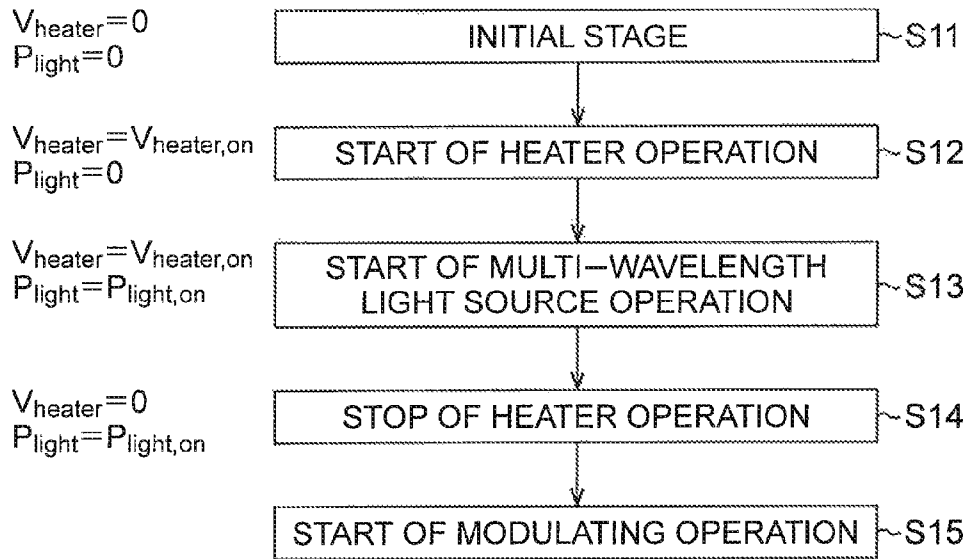 V_heater=0
P_light=0
INITIAL STAGE
~S11
V_heater=V_heater,on
P_light=0
START OF HEATER OPERATION
~S12
V_heater=V_heater,on
P_light=P_light,on
START OF MULTI-WAVELENGTH
LIGHT SOURCE OPERATION
~S13
V_heater=0
P_light=P_light,on
STOP OF HEATER OPERATION
~S14
START OF MODULATING OPERATION
~S15